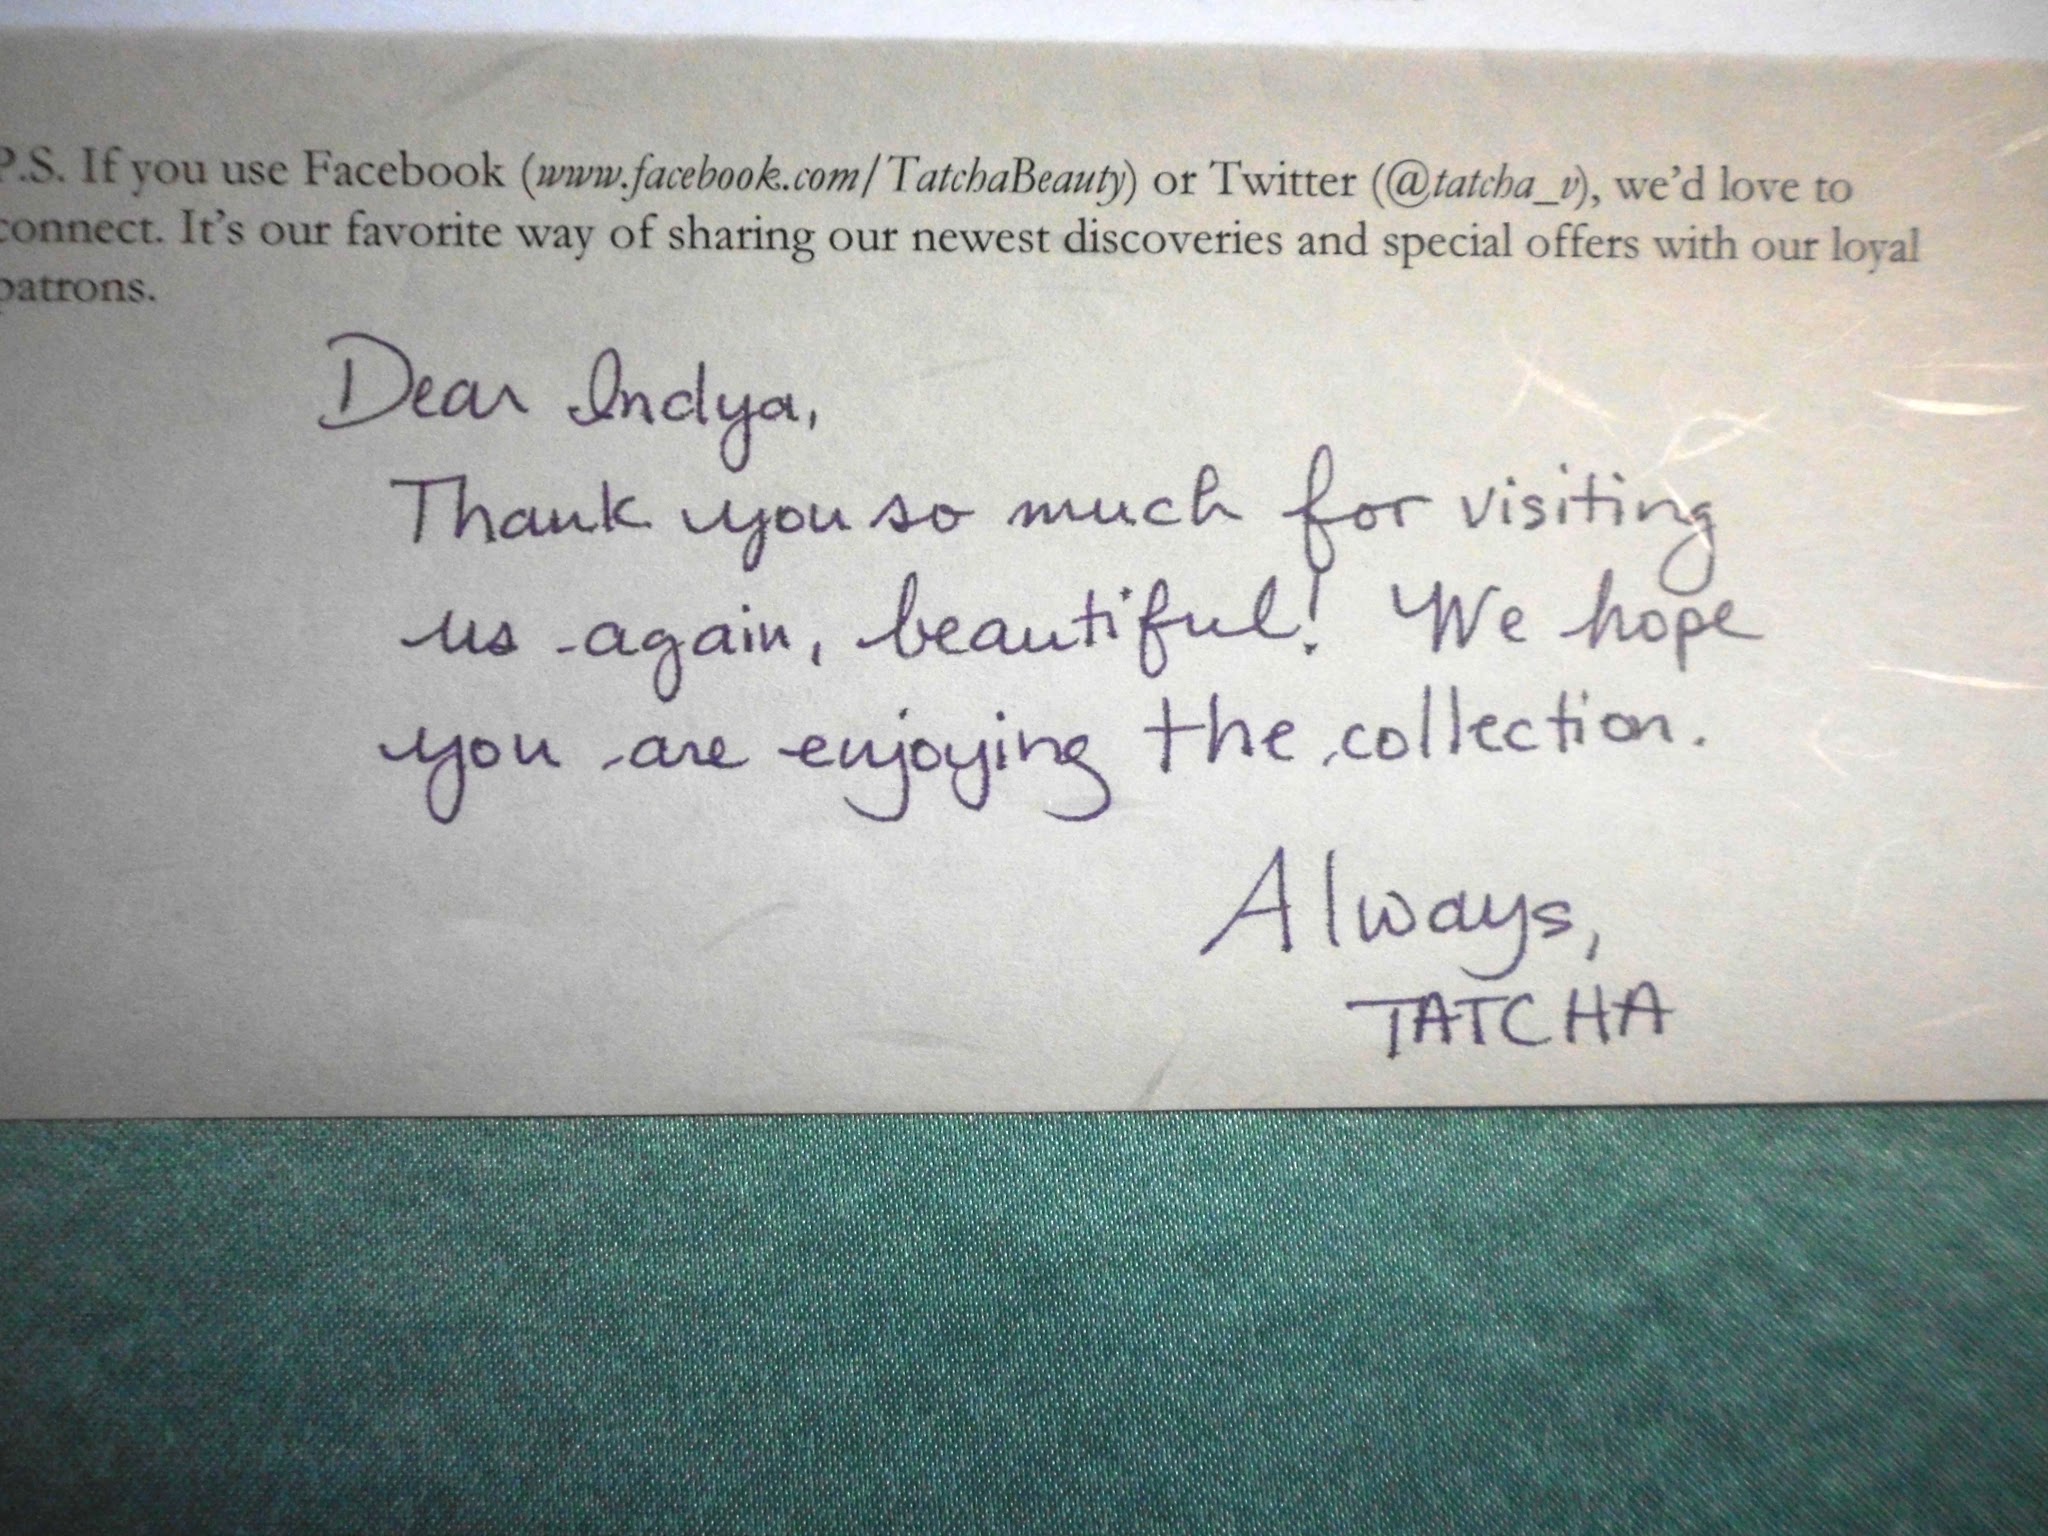 P.S. If you use Facebook (www.facebook.com/TatchaBeauty) or Twitter (@tatcha_v), we'd love to
connect. It's our favorite way of sharing our newest discoveries and special offers with our loyal
patrons.
Dear Indya,
Thank you so much for visiting
us again, beautiful! We hope
you are enjoying the collection.
Always,
TATCHA